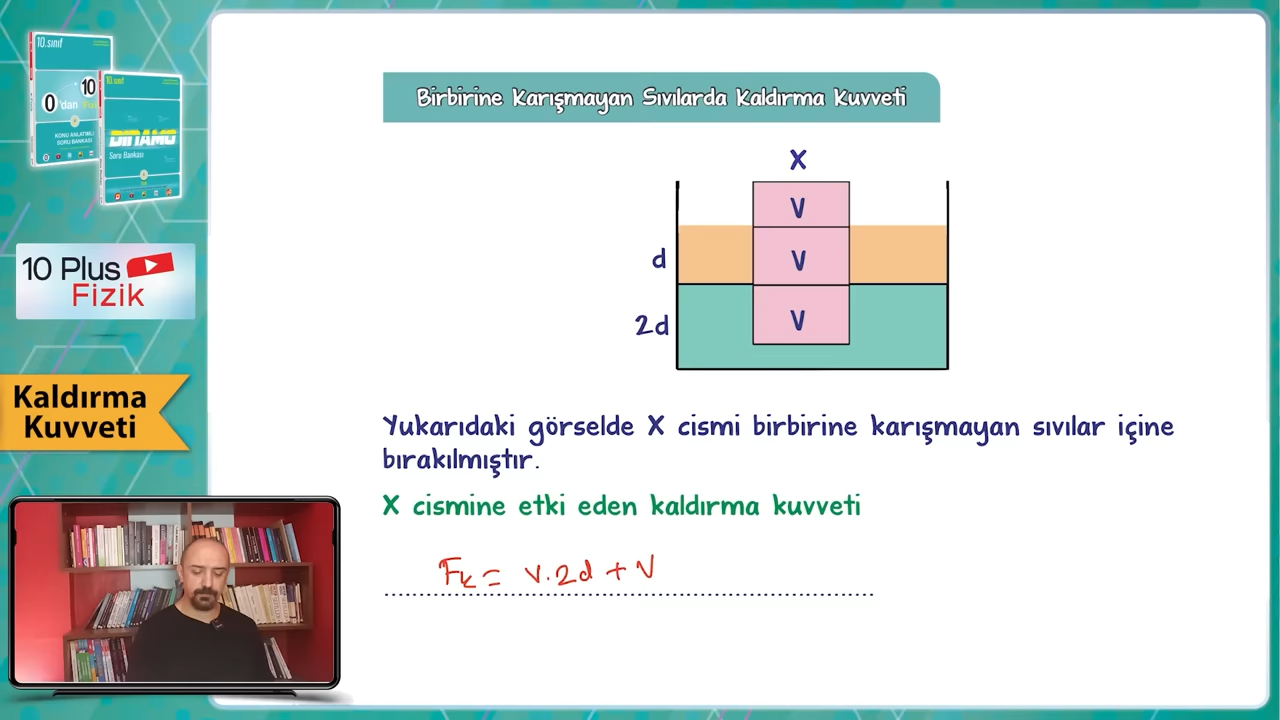 10.sınıf
0'dan 10
KONU ANLATIMLI
SORU BANKASI
10.sınıf
DİNAMO
Soru Bankası
10 Plus
Fizik
Kaldırma
Kuvveti
Birbirine Karışmayan Sıvılarda Kaldırma Kuvveti
X
V
d
V
2d
V
Yukarıdaki görselde X cismi birbirine karışmayan sıvılar içine
bırakılmıştır.
X cismine etki eden kaldırma kuvveti
Fk = V.2d + V